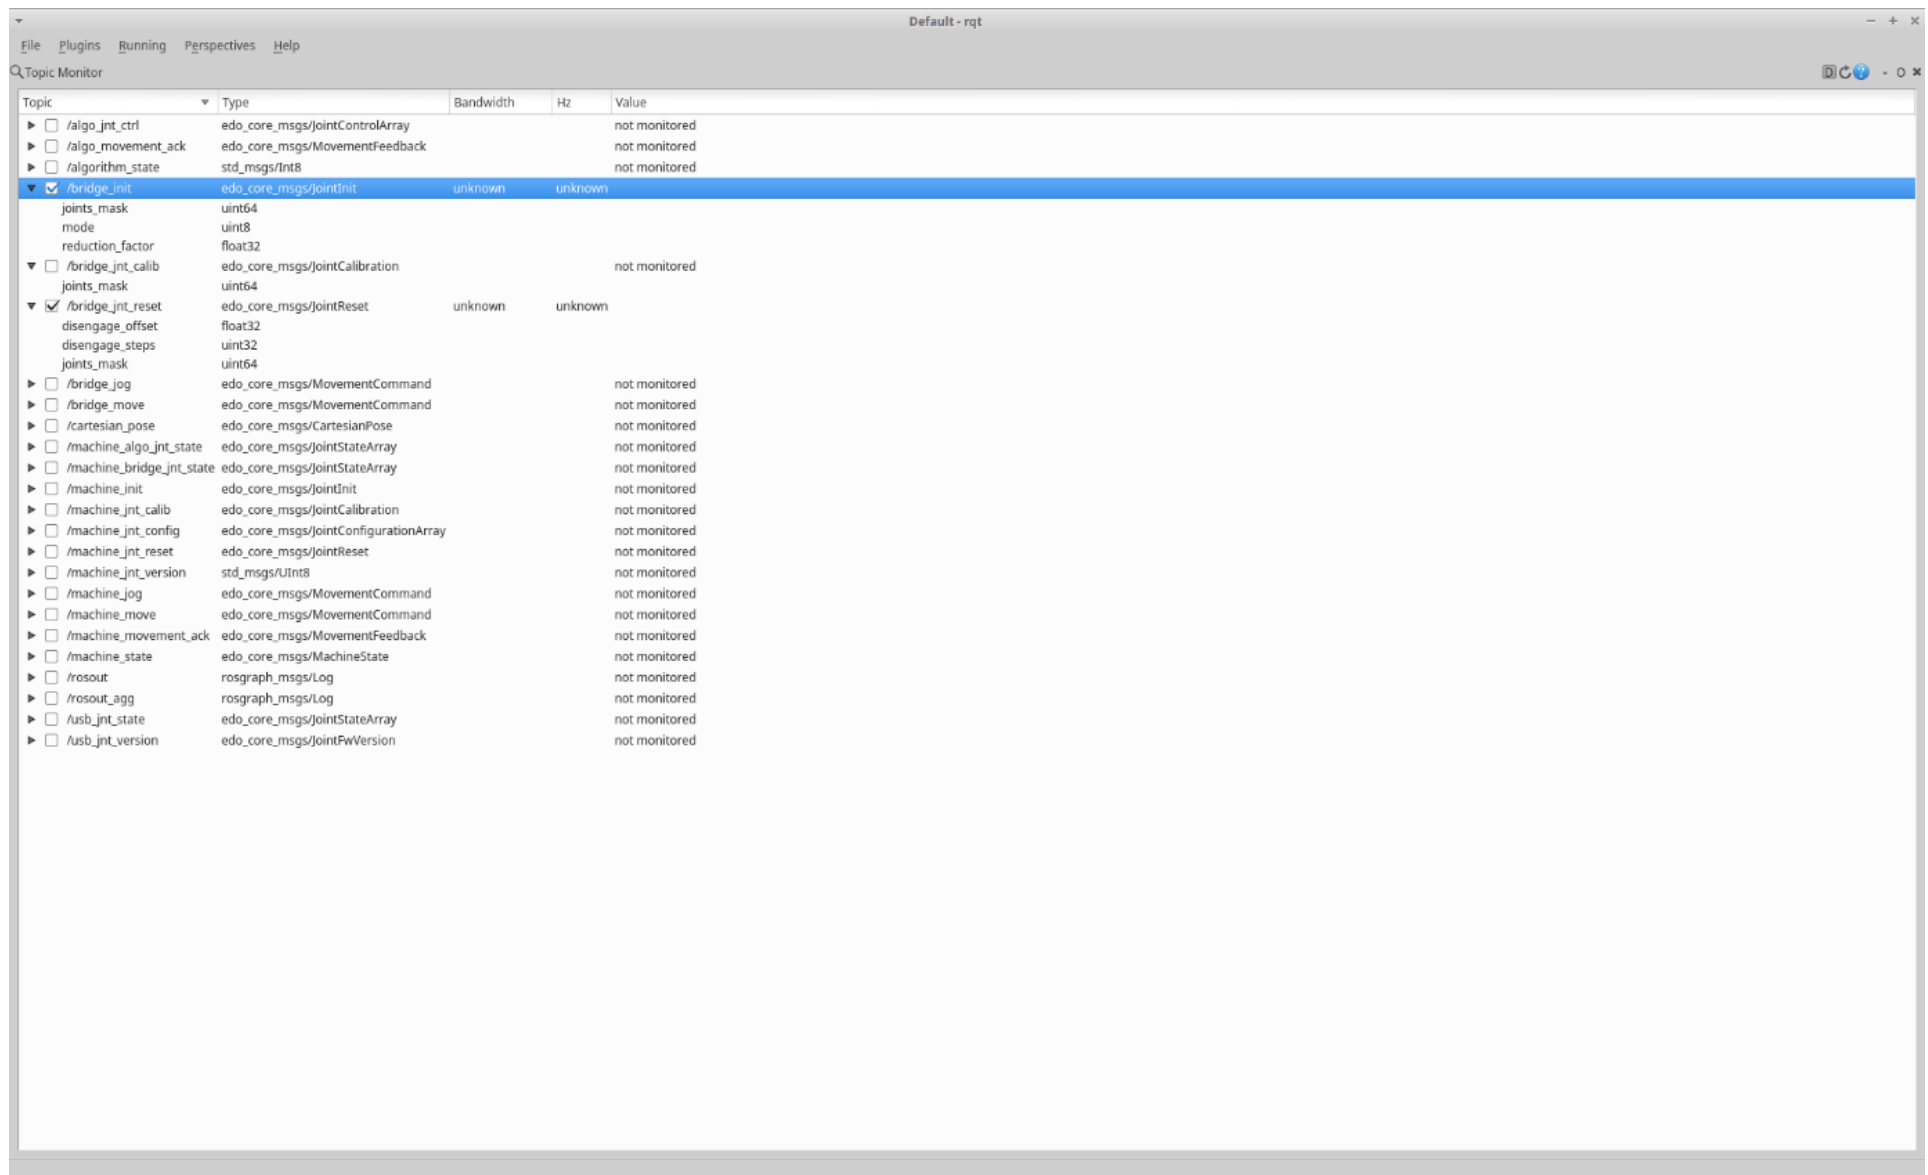 Default - rqt
File Plugins Running Perspectives Help
Topic Monitor D ? - O
Topic Type Bandwidth Hz Value
/algo_jnt_ctrl edo_core_msgs/JointControlArray not monitored
/algo_movement_ack edo_core_msgs/MovementFeedback not monitored
/algorithm_state std_msgs/Int8 not monitored
/bridge_init edo_core_msgs/JointInit unknown unknown
joints_mask uint64
mode uint8
reduction_factor float32
/bridge_jnt_calib edo_core_msgs/JointCalibration not monitored
joints_mask uint64
/bridge_jnt_reset edo_core_msgs/JointReset unknown unknown
disengage_offset float32
disengage_steps uint32
joints_mask uint64
/bridge_jog edo_core_msgs/MovementCommand not monitored
/bridge_move edo_core_msgs/MovementCommand not monitored
/cartesian_pose edo_core_msgs/CartesianPose not monitored
/machine_algo_jnt_state edo_core_msgs/JointStateArray not monitored
/machine_bridge_jnt_state edo_core_msgs/JointStateArray not monitored
/machine_init edo_core_msgs/JointInit not monitored
/machine_jnt_calib edo_core_msgs/JointCalibration not monitored
/machine_jnt_config edo_core_msgs/JointConfigurationArray not monitored
/machine_jnt_reset edo_core_msgs/JointReset not monitored
/machine_jnt_version std_msgs/UInt8 not monitored
/machine_jog edo_core_msgs/MovementCommand not monitored
/machine_move edo_core_msgs/MovementCommand not monitored
/machine_movement_ack edo_core_msgs/MovementFeedback not monitored
/machine_state edo_core_msgs/MachineState not monitored
/rosout rosgraph_msgs/Log not monitored
/rosout_agg rosgraph_msgs/Log not monitored
/usb_jnt_state edo_core_msgs/JointStateArray not monitored
/usb_jnt_version edo_core_msgs/JointFwVersion not monitored